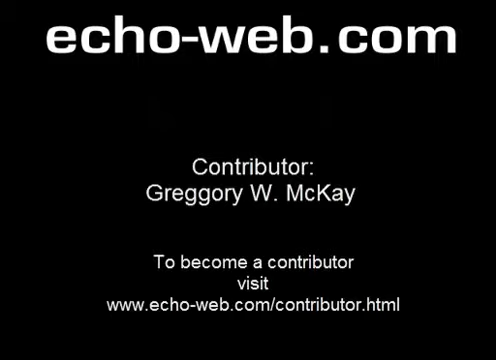 echo-web.com
Contributor:
Greggory W. McKay
To become a contributor
visit
www.echo-web.com/contributor.html